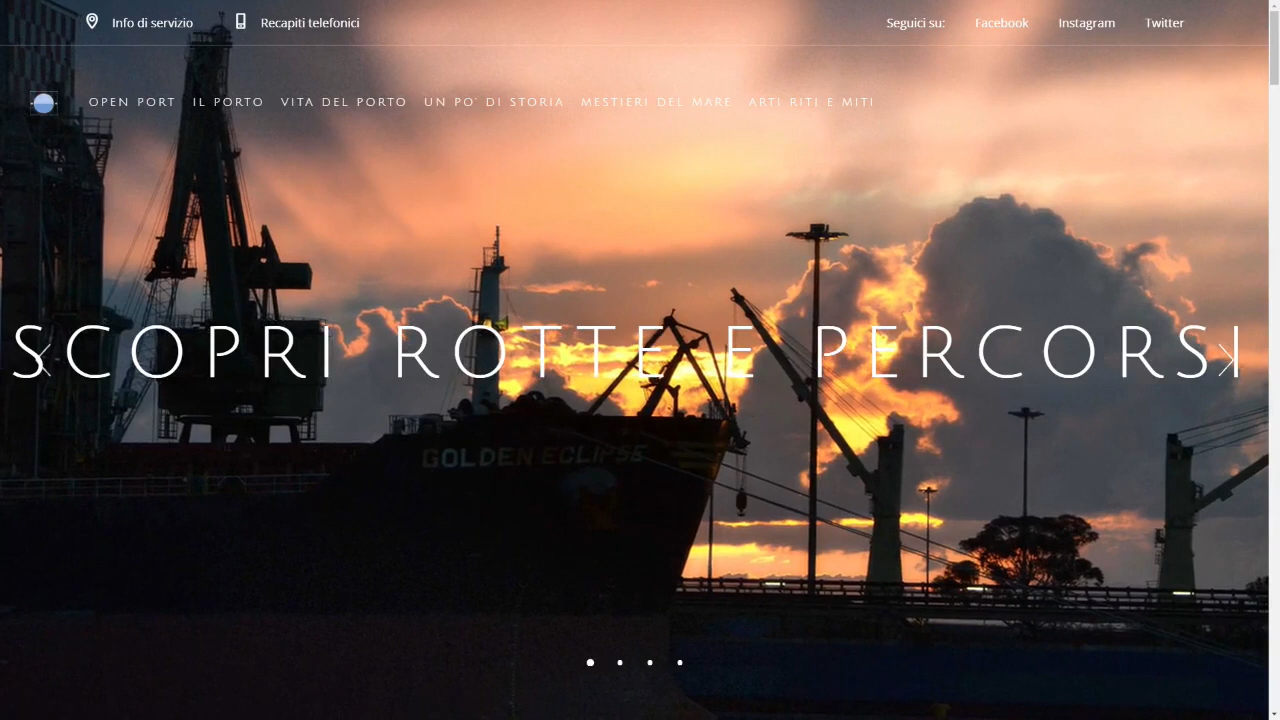 Info di servizio
Recapiti telefonici
Seguici su:
Facebook
Instagram
Twitter
OPEN PORT
IL PORTO
VITA DEL PORTO
UN PO' DI STORIA
MESTIERI DEL MARE
ARTI RITI E MITI
SCOPRI ROTTE E PERCORSI
GOLDEN ECLIPSE